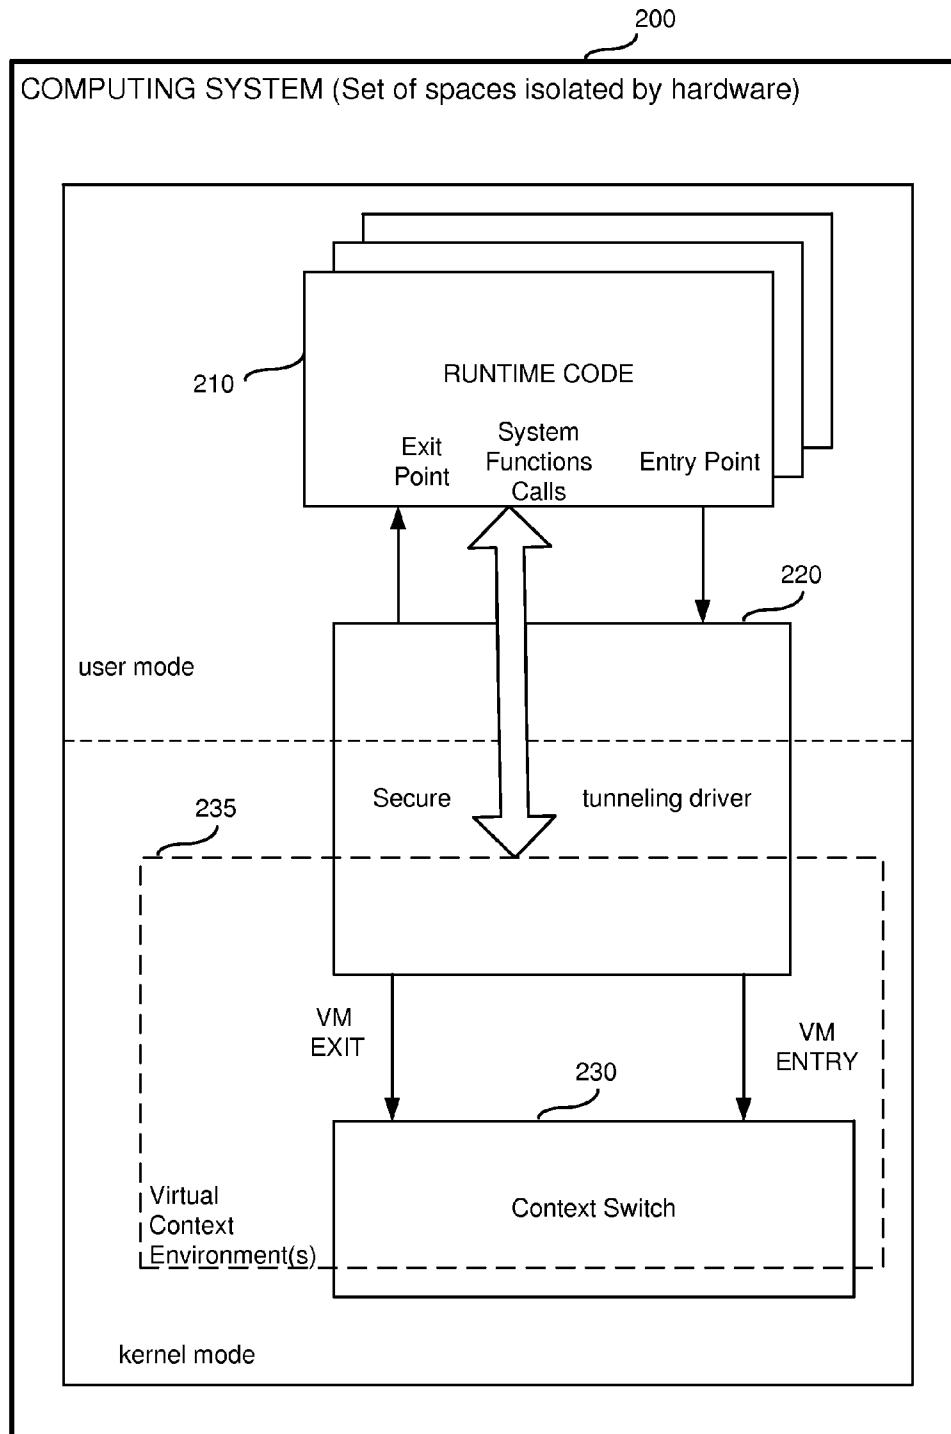 200
COMPUTING SYSTEM (Set of spaces isolated by hardware)
210
RUNTIME CODE
Exit
Point
System
Functions
Calls
Entry Point
220
user mode
Secure
tunneling driver
235
VM
EXIT
VM
ENTRY
230
Context Switch
Virtual
Context
Environment(s)
kernel mode